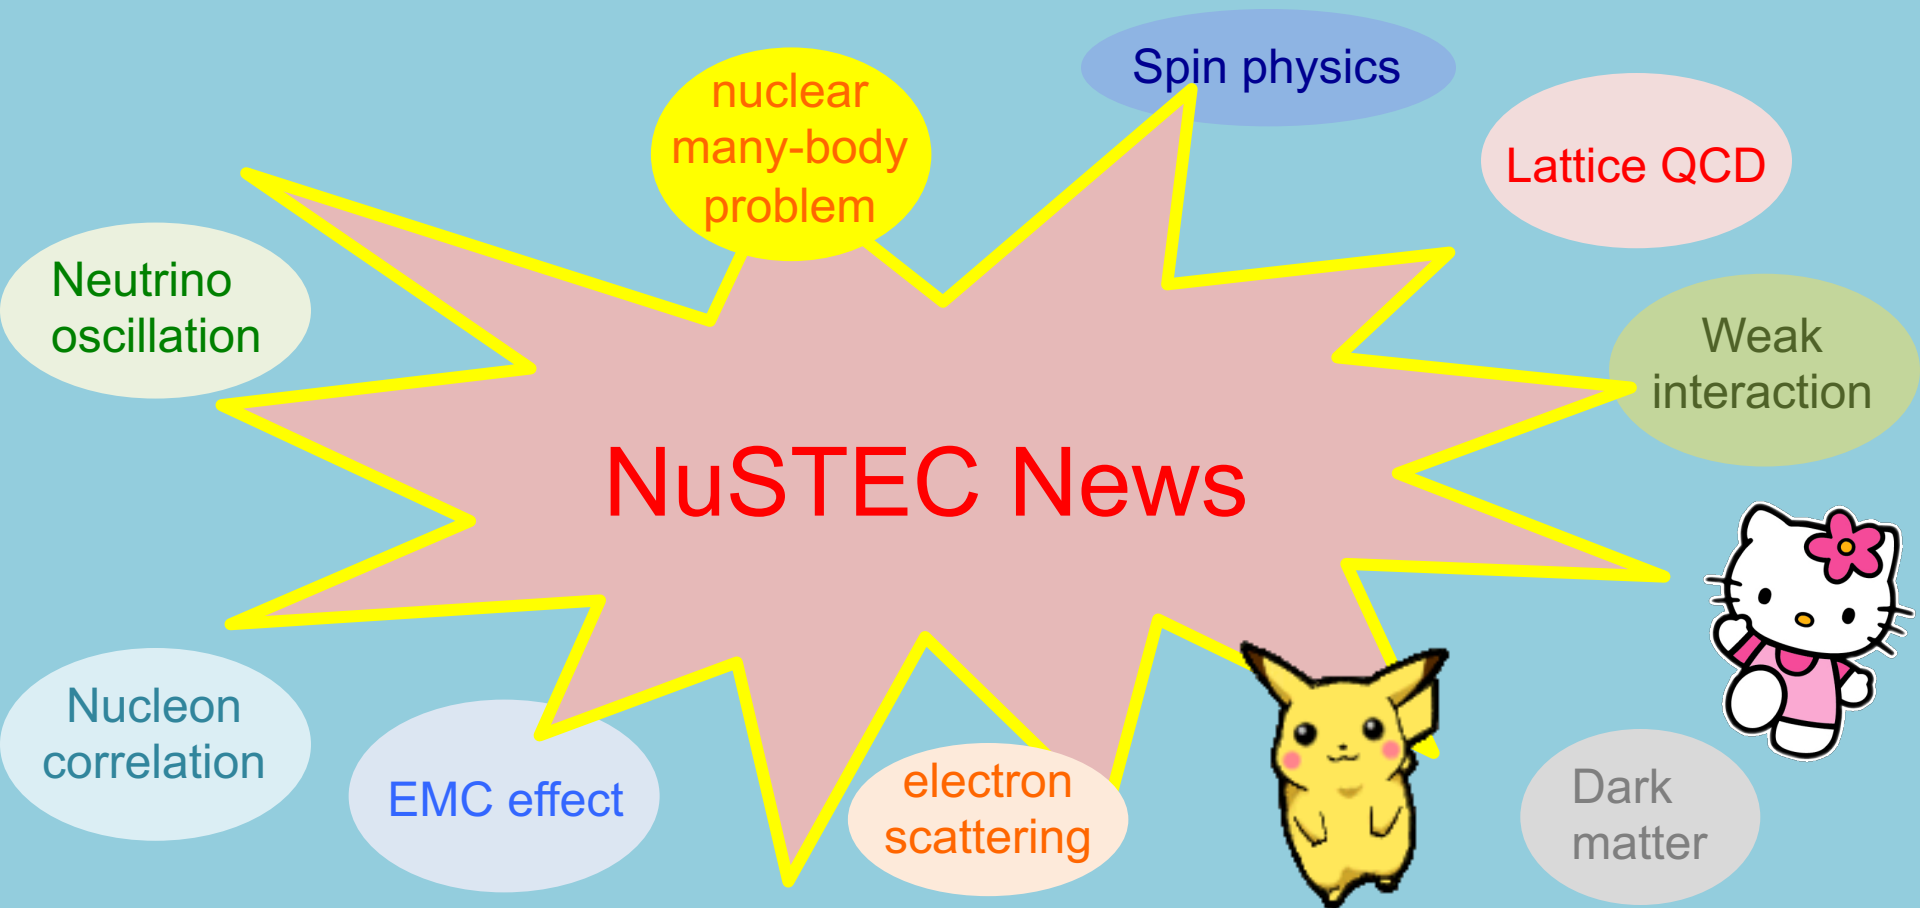 nuclear
many-body
problem
Spin physics
Lattice QCD
Neutrino
oscillation
Weak
interaction
NuSTEC News
Nucleon
correlation
EMC effect
electron
scattering
Dark
matter